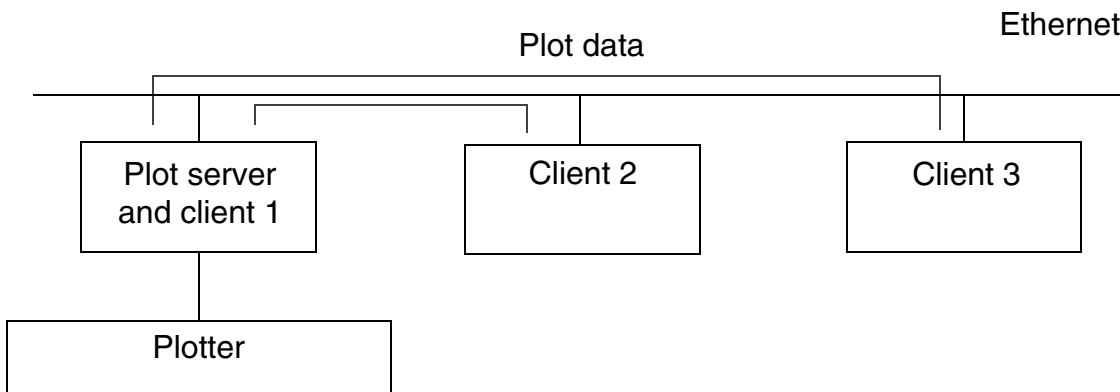 Ethernet
Plot data
Plot server
and client 1
Client 2
Client 3
Plotter